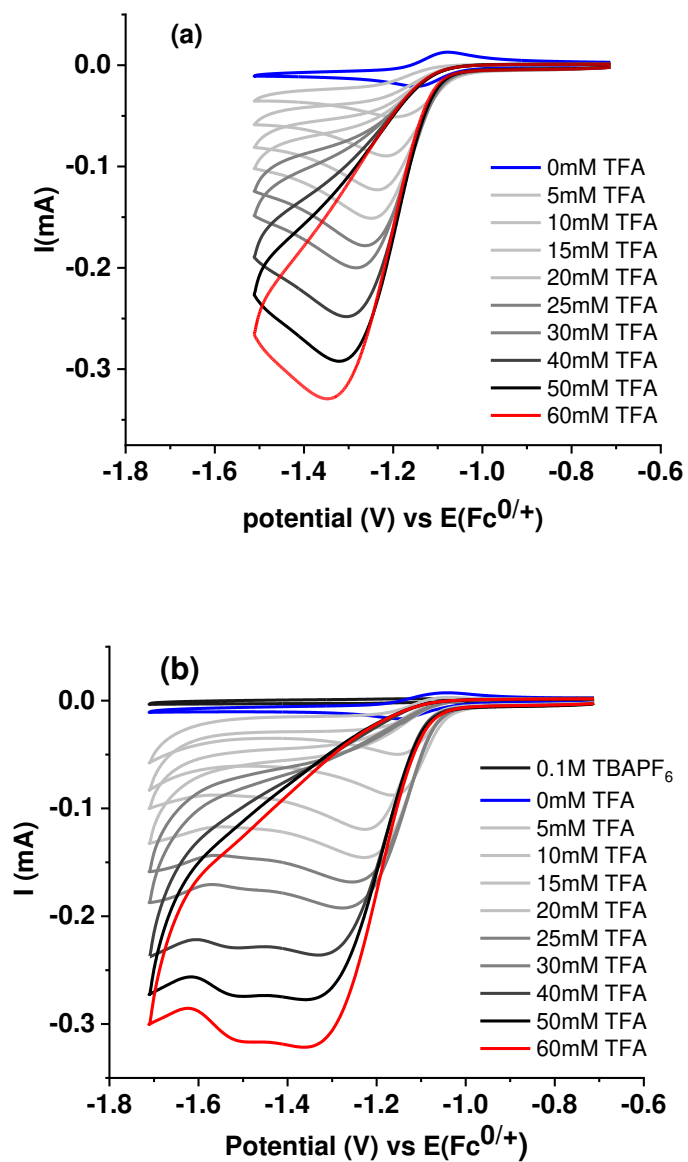 (a)
0.0
-0.1
-0.2
-0.3
I(mA)
0mM TFA
5mM TFA
10mM TFA
15mM TFA
20mM TFA
25mM TFA
30mM TFA
40mM TFA
50mM TFA
60mM TFA
-1.8 -1.6 -1.4 -1.2 -1.0 -0.8 -0.6
potential (V) vs E(Fc0/+)
(b)
0.0
-0.1
-0.2
-0.3
I (mA)
0.1M TBAPF6
0mM TFA
5mM TFA
10mM TFA
15mM TFA
20mM TFA
25mM TFA
30mM TFA
40mM TFA
50mM TFA
60mM TFA
-1.8 -1.6 -1.4 -1.2 -1.0 -0.8 -0.6
Potential (V) vs E(Fc0/+)